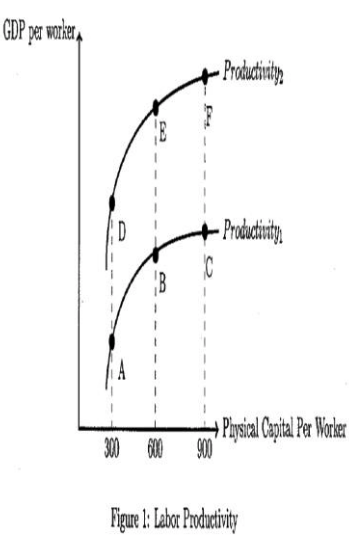 GDP per worker
Productivity2
F
E
D
Productivity1
C
B
A
Physical Capital Per Worker
300 600 900
Figure 1: Labor Productivity